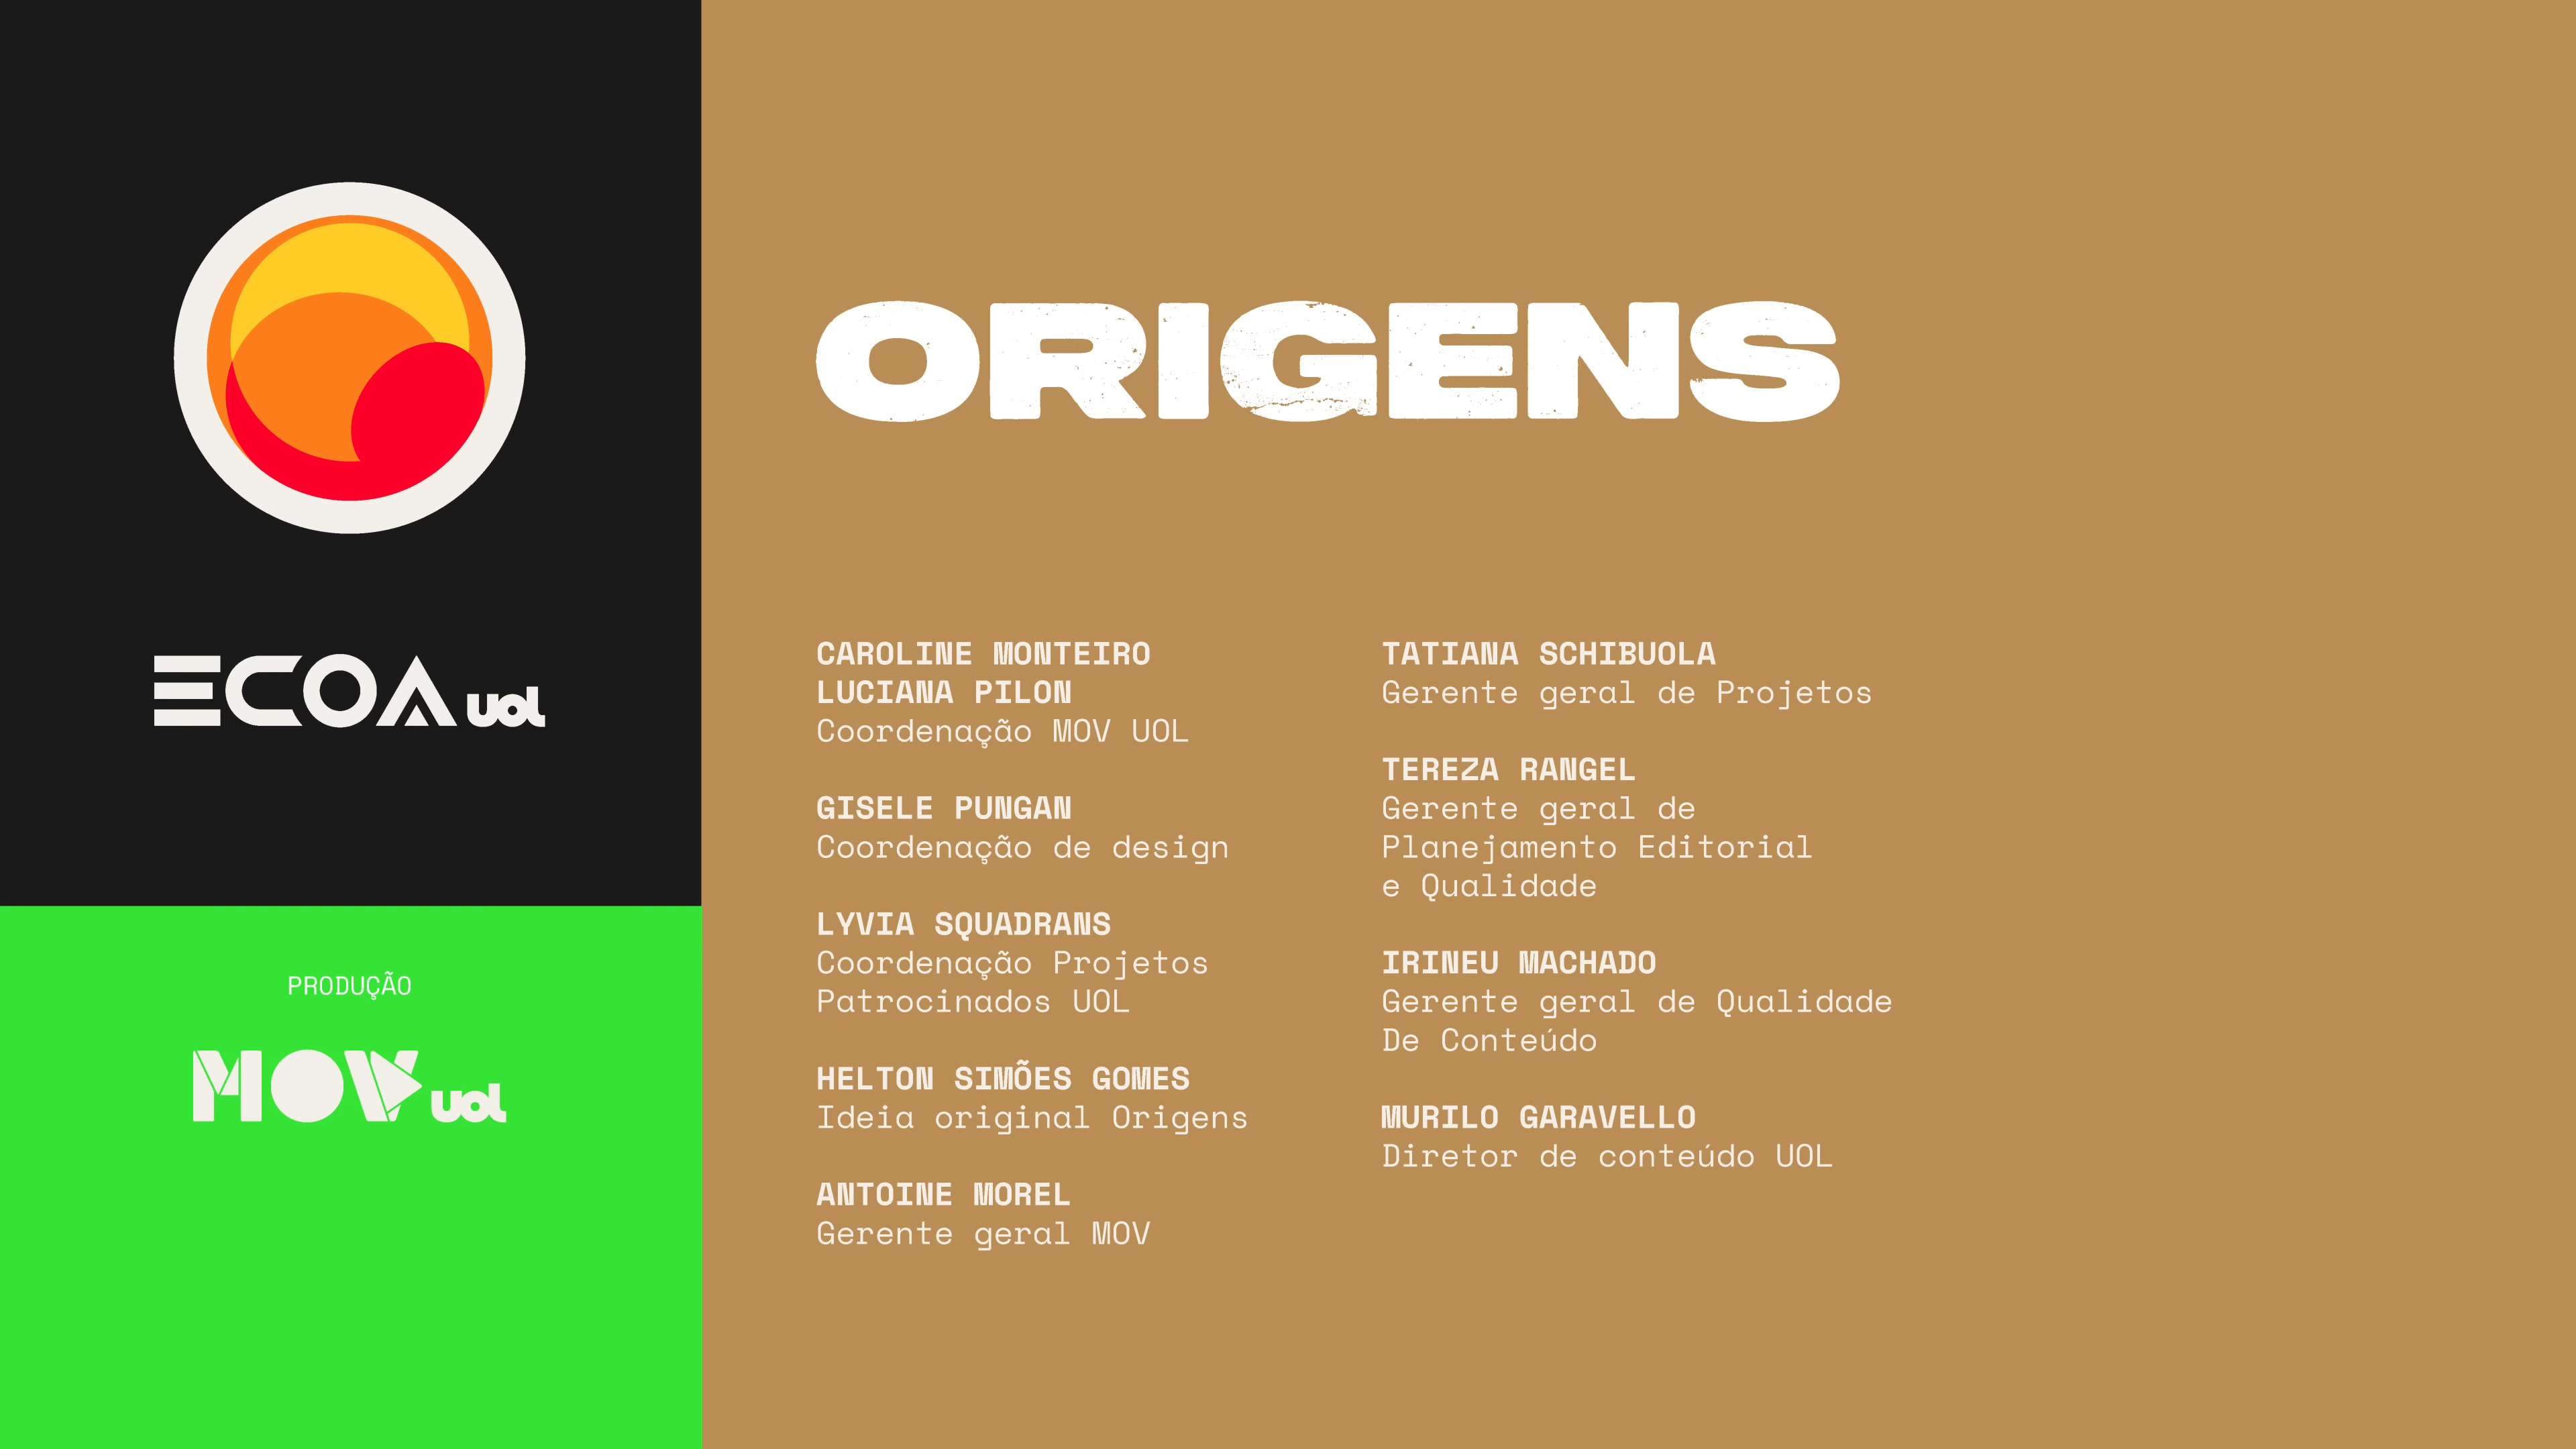 ECOA uol
PRODUÇÃO
MOV uol
ORIGENS
CAROLINE MONTEIRO
LUCIANA PILON
Coordenação MOV UOL
GISELE PUNGAN
Coordenação de design
LYVIA SQUADRANS
Coordenação Projetos
Patrocinados UOL
HELTON SIMÕES GOMES
Ideia original Origens
ANTOINE MOREL
Gerente geral MOV
TATIANA SCHIBUOLA
Gerente geral de Projetos
TEREZA RANGEL
Gerente geral de
Planejamento Editorial
e Qualidade
IRINEU MACHADO
Gerente geral de Qualidade
De Conteúdo
MURILO GARAVELLO
Diretor de conteúdo UOL